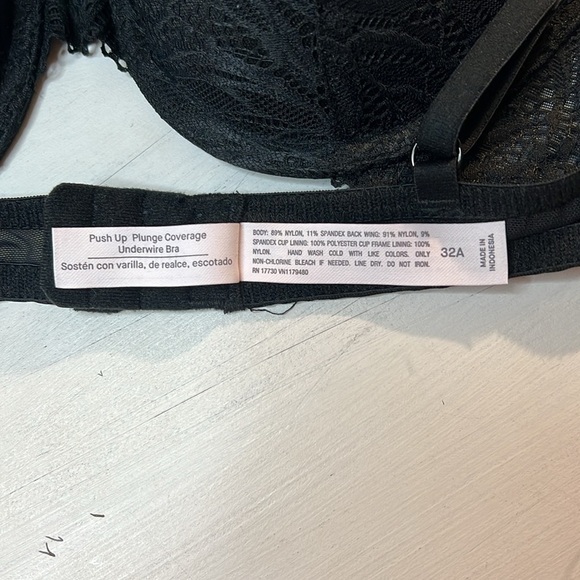 Push Up Plunge Coverage
Underwire Bra
Sostén con varilla, de realce, escotado
BODY: 89% NYLON, 11% SPANDEX BACK WING: 91% NYLON, 9%
SPANDEX CUP LINING: 100% POLYESTER CUP FRAME LINING: 100%
NYLON. HAND WASH COLD WITH LIKE COLORS. ONLY
NON-CHLORINE BLEACH IF NEEDED. LINE DRY. DO NOT IRON.
RN 17730 VN1179480
32A
MADE IN
INDONESIA